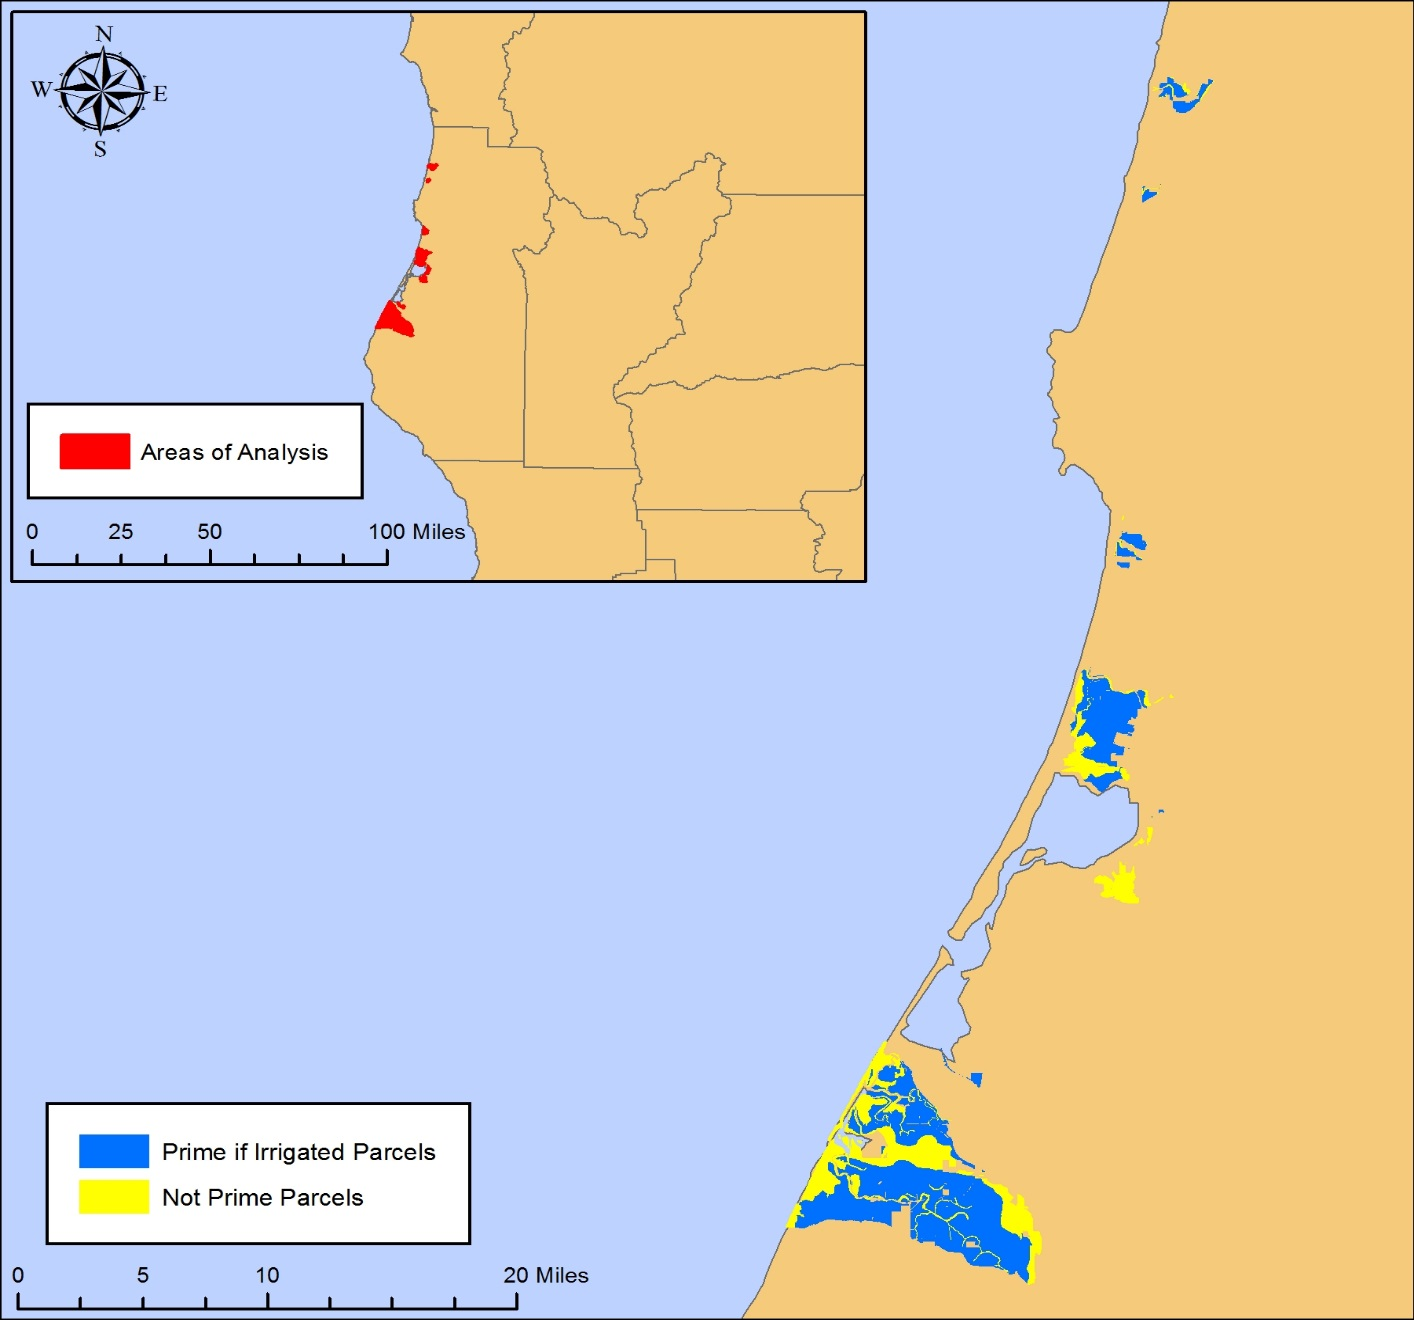 N
W E
S
Areas of Analysis
0 25 50 100 Miles
Prime if Irrigated Parcels
Not Prime Parcels
0 5 10 20 Miles